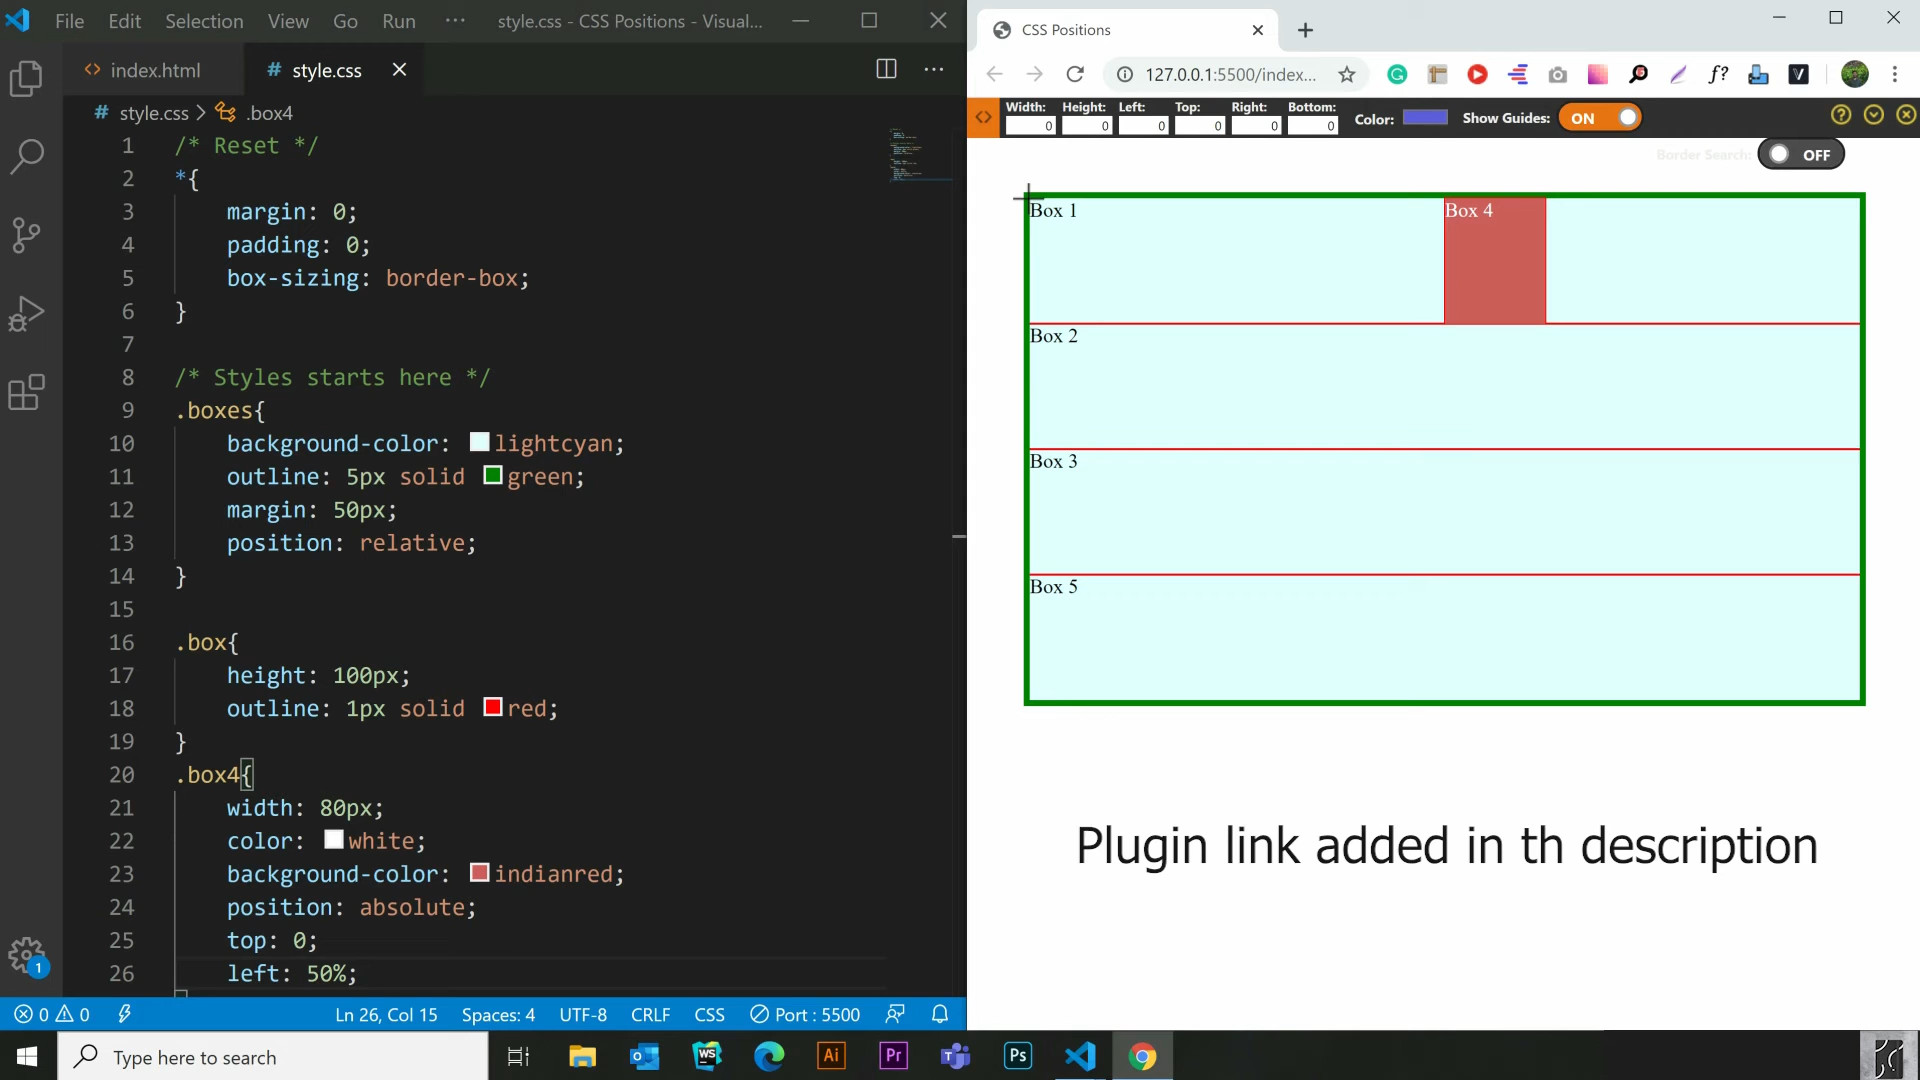 File Edit Selection View Go Run ··· style.css - CSS Positions - Visual...
index.html # style.css
# style.css > .box4
1 /* Reset */
2 *{
3 margin: 0;
4 padding: 0;
5 box-sizing: border-box;
6 }
7
8 /* Styles starts here */
9 .boxes{
10 background-color: lightcyan;
11 outline: 5px solid green;
12 margin: 50px;
13 position: relative;
14 }
15
16 .box{
17 height: 100px;
18 outline: 1px solid red;
19 }
20 .box4{
21 width: 80px;
22 color: white;
23 background-color: indianred;
24 position: absolute;
25 top: 0;
26 left: 50%;
1
0 0 Ln 26, Col 15 Spaces: 4 UTF-8 CRLF CSS Port : 5500
CSS Positions
127.0.0.1:5500/index... f? V
Width: Height: Left: Top: Right: Bottom:
0 0 0 0 0 0 Color: Show Guides: ON ?
Border Search: OFF
Box 1 Box 4
Box 2
Box 3
Box 5
Plugin link added in th description
Type here to search WS Ai Pr Ps